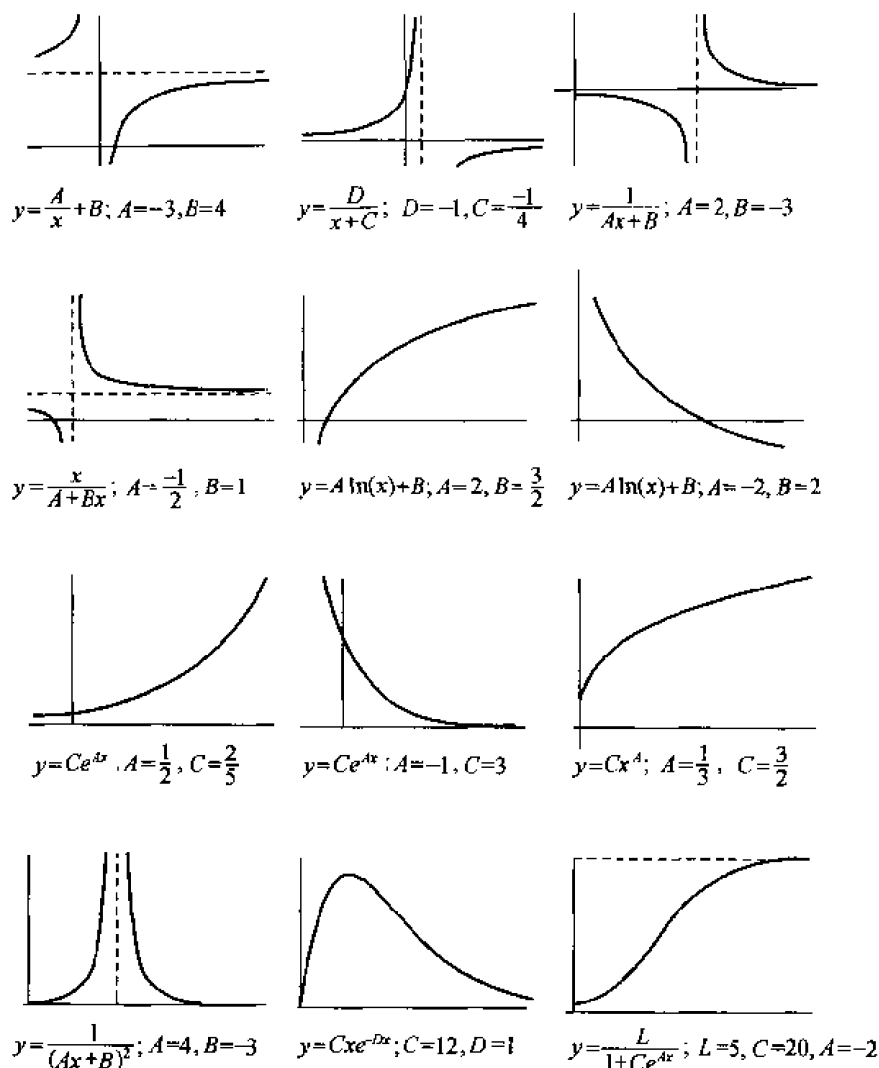 y=A/x+B; A=−3,B=4
y=D/x+C; D=−1,C=−1/4
y=1/Ax+B; A=2,B=−3
y=x/A+Bx; A=−1/2, B=1
y=Aln(x)+B; A=2, B=3/2
y=Aln(x)+B; A=−2, B=2
y=Ce^Ax, A=1/2, C=2/5
y=Ce^Ax; A=−1, C=3
y=Cx^A; A=1/3, C=3/2
y=1/(Ax+B)^2; A=4, B=−3
y=Cxe^−Dx; C=12, D=1
y=L/1+Ce^Ax; L=5, C=20, A=−2